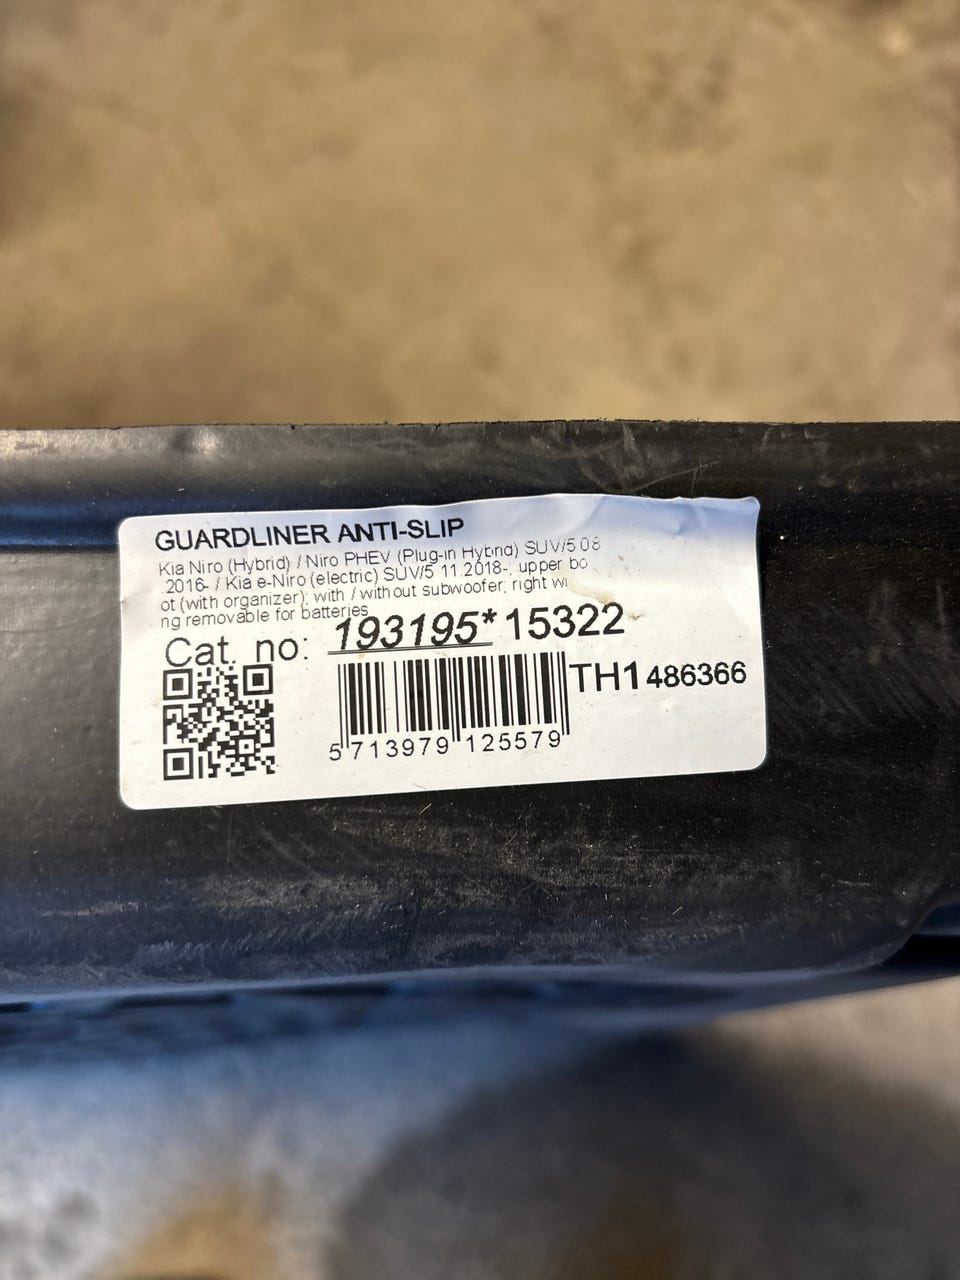 GUARDLINER ANTI-SLIP
Kia Niro (Hybrid) / Niro PHEV (Plug-in Hybrid) SUV/5 08
.2016- / Kia e-Niro (electric) SUV/5 11.2018-; upper bo
ot (with organizer); with / without subwoofer; right wi
ng removable for batteries
Cat. no: 193195* 15322
TH1 486366
5 713979 125579